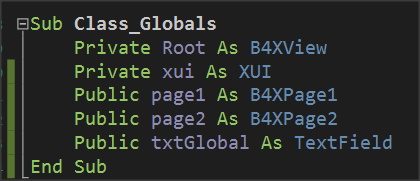 Sub Class_Globals
Private Root As B4XView
Private xui As XUI
Public page1 As B4XPage1
Public page2 As B4XPage2
Public txtGlobal As TextField
End Sub